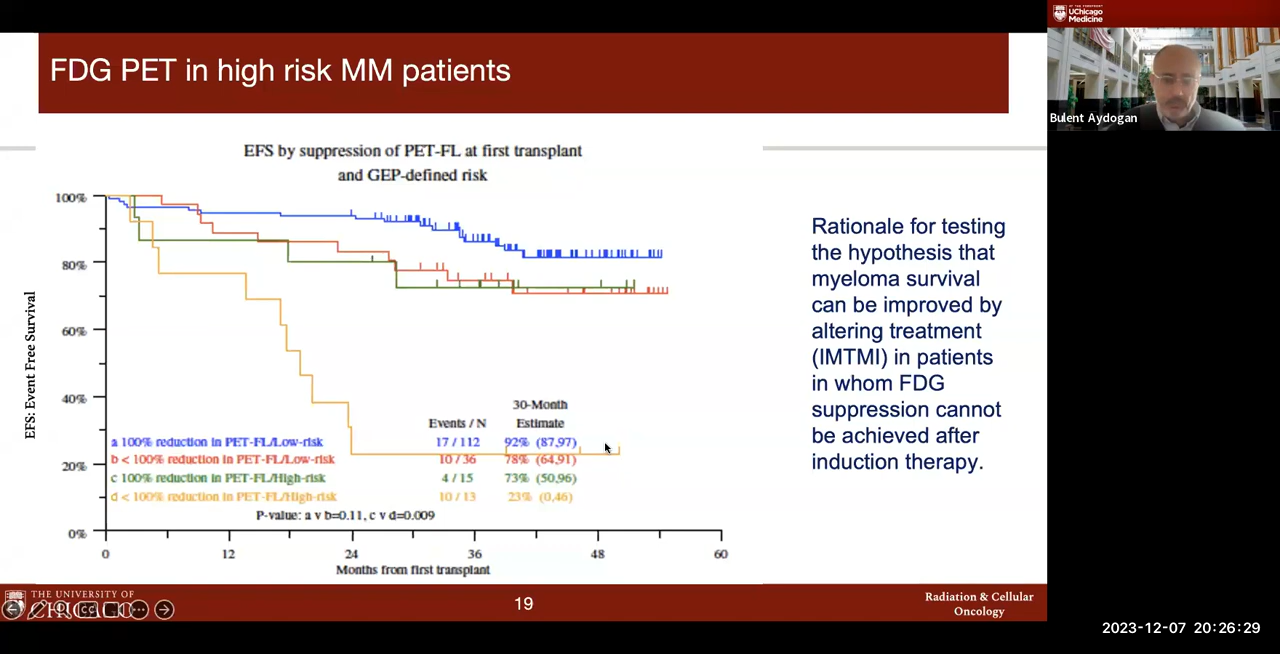 UChicago
Medicine
Bulent Aydogan
FDG PET in high risk MM patients
EFS by suppression of PET-FL at first transplant
and GEP-defined risk
EFS: Event Free Survival
100%
80%
60%
40%
20%
0%
30-Month
Events / N Estimate
a 100% reduction in PET-FL/Low-risk 17 / 112 92% (87,97)
b < 100% reduction in PET-FL/Low-risk 10 / 36 78% (64,91)
c 100% reduction in PET-FL/High-risk 4 / 15 73% (50,96)
d < 100% reduction in PET-FL/High-risk 10 / 13 23% (0,46)
P-value: a v b=0.11, c v d=0.009
0 12 24 36 48 60
Months from first transplant
Rationale for testing
the hypothesis that
myeloma survival
can be improved by
altering treatment
(IMTMI) in patients
in whom FDG
suppression cannot
be achieved after
induction therapy.
THE UNIVERSITY OF
CHICAGO
19
Radiation & Cellular
Oncology
2023-12-07 20:26:29